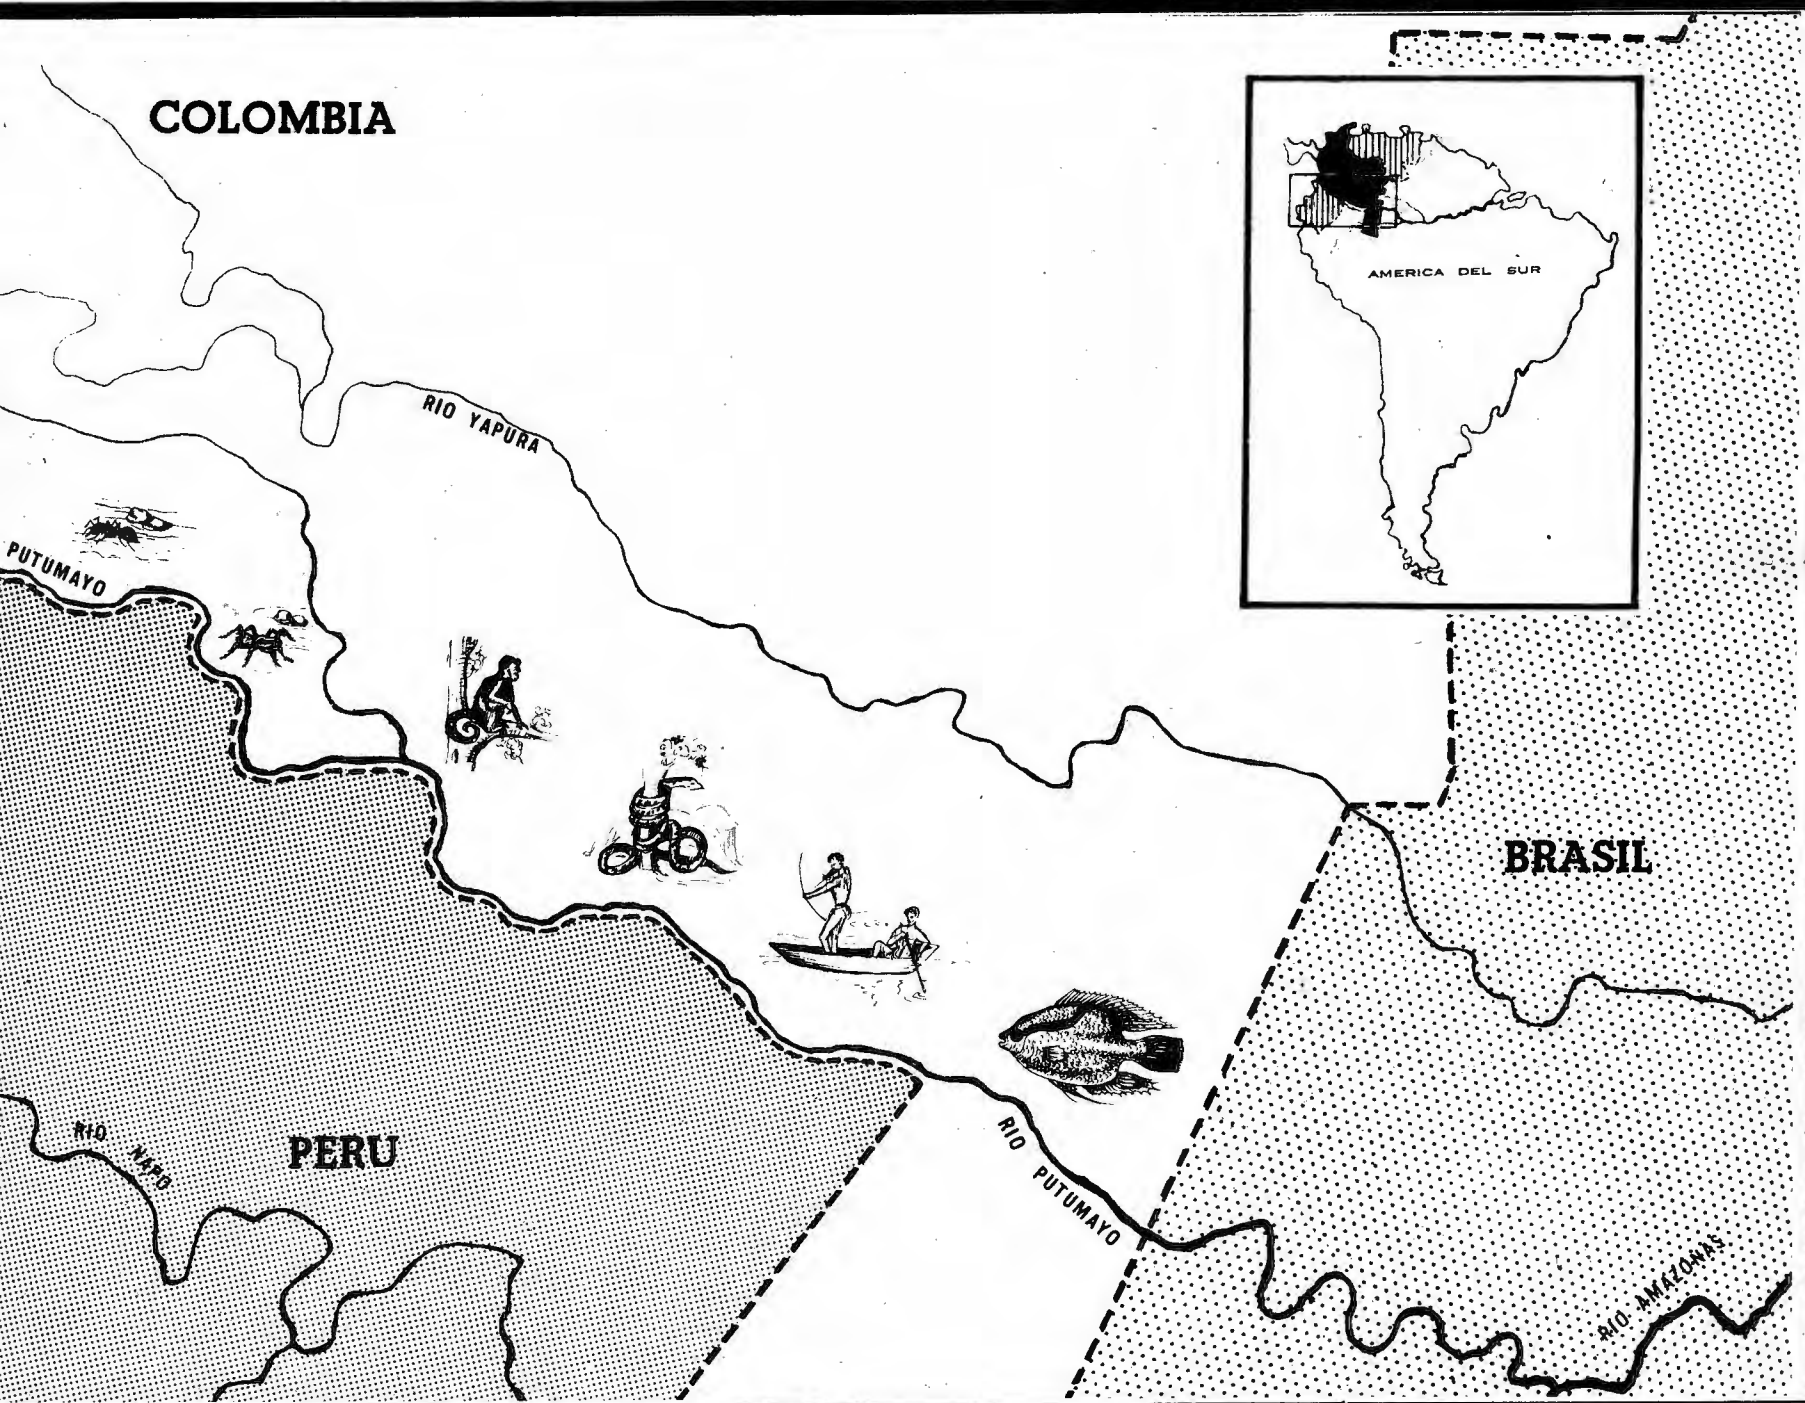 COLOMBIA
AMERICA DEL SUR
RIO YAPURA
PUTUMAYO
BRASIL
RIO NAPO
PERU
RIO PUTUMAYO
RIO AMAZONAS